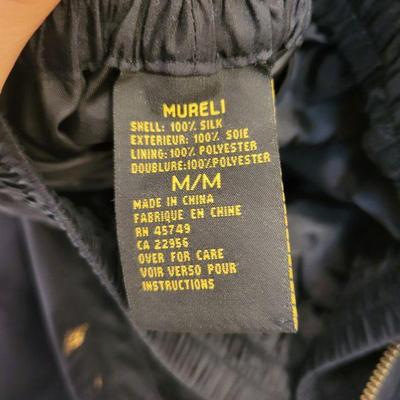 MURELI
SHELL: 100% SILK
EXTERIEUR: 100% SOIE
LINING: 100% POLYESTER
DOUBLURE: 100% POLYESTER
M/M
MADE IN CHINA
FABRIQUE EN CHINE
RN 45749
CA 22956
OVER FOR CARE
VOIR VERSO POUR
INSTRUCTIONS